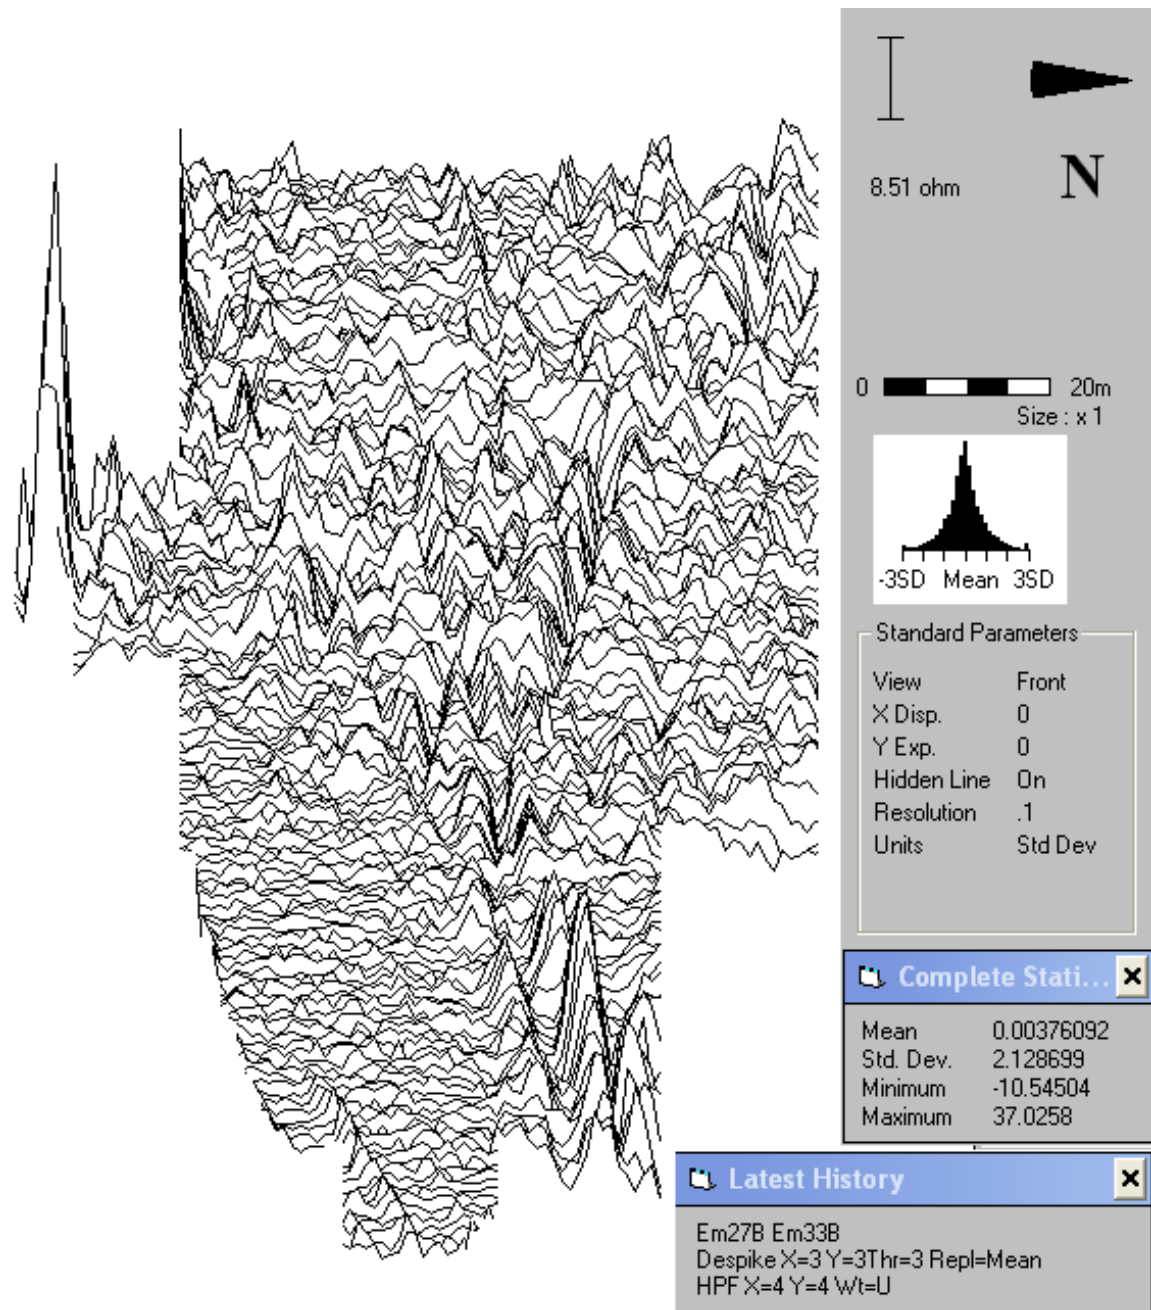 8.51 ohm
N
0 20m
Size : x 1
-3SD Mean 3SD
Standard Parameters
View Front
X Disp. 0
Y Exp. 0
Hidden Line On
Resolution .1
Units Std Dev
Complete Stati...
Mean 0.00376092
Std. Dev. 2.128699
Minimum -10.54504
Maximum 37.0258
Latest History
Em27B Em33B
Despike X=3 Y=3Thr=3 Repl=Mean
HPF X=4 Y=4 Wt=U